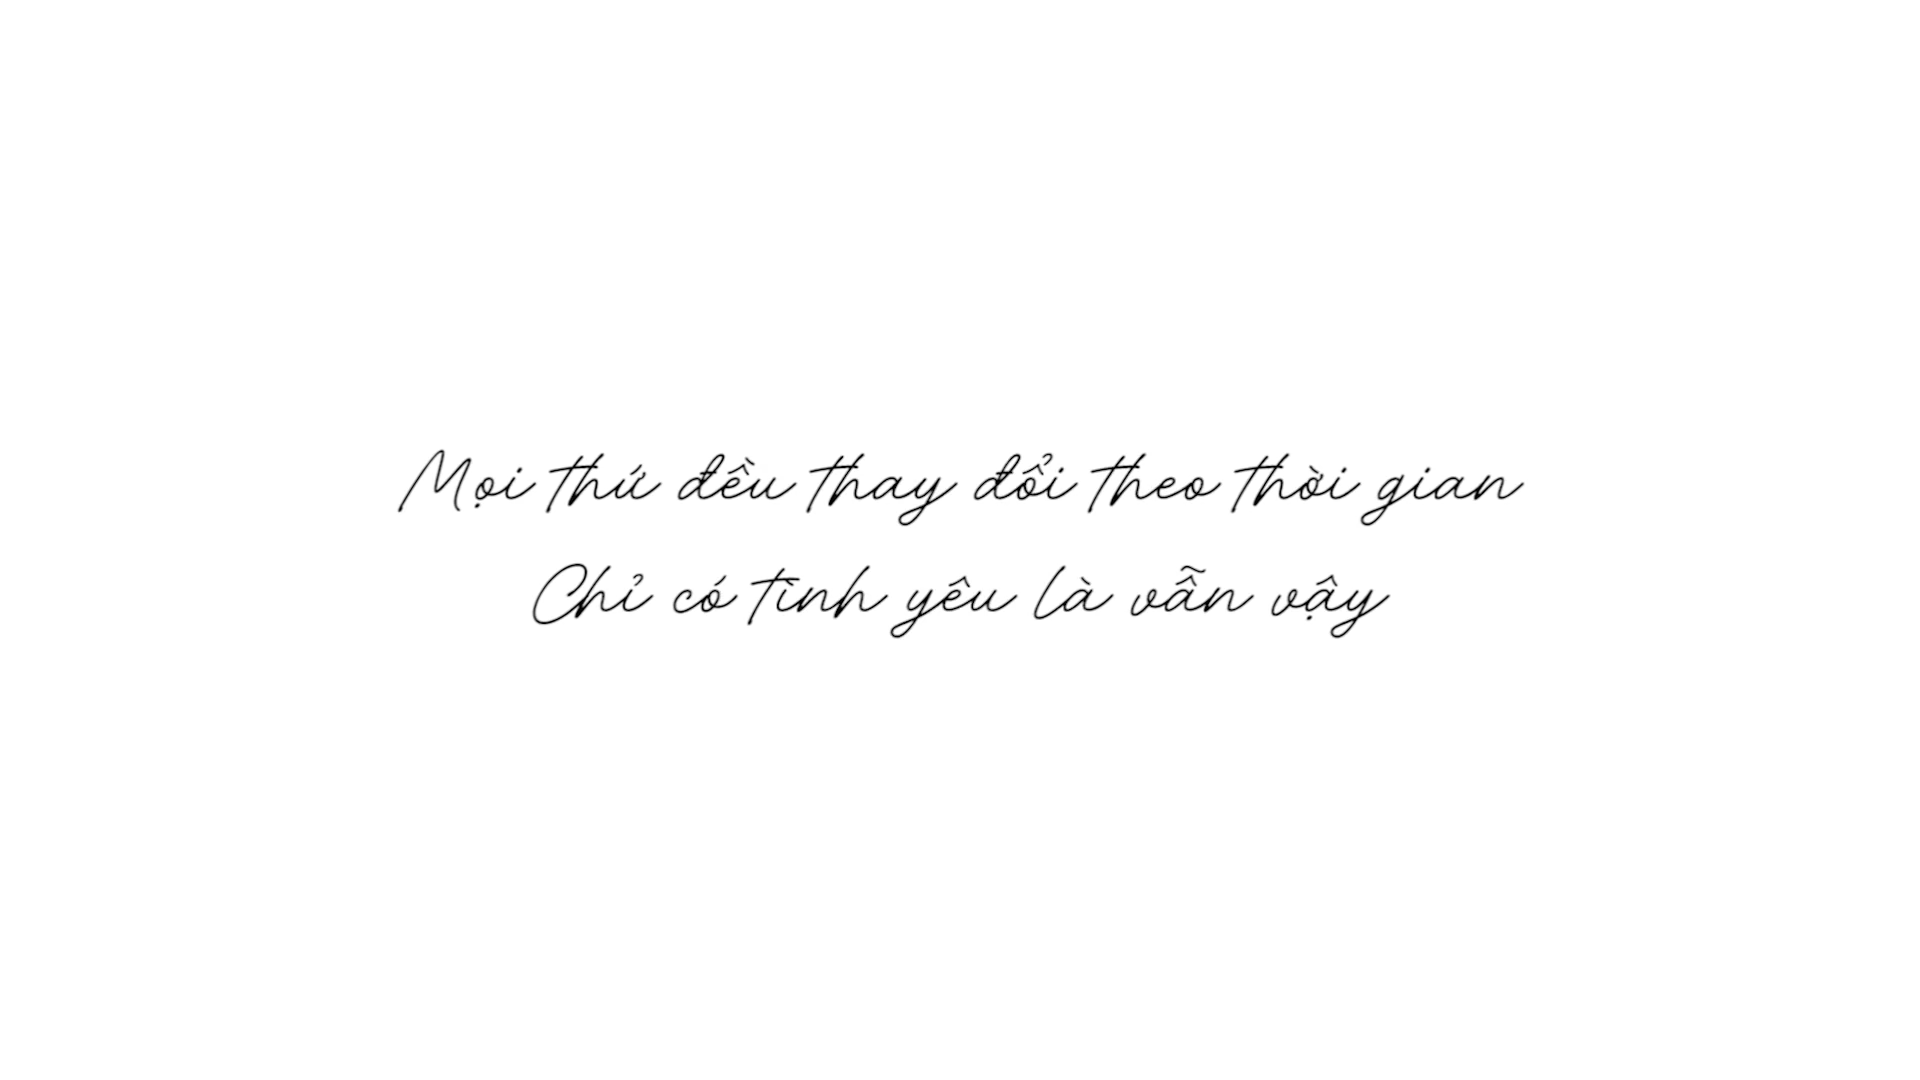 Mọi thứ đều thay đổi theo thời gian
Chỉ có tình yêu là vẫn vậy